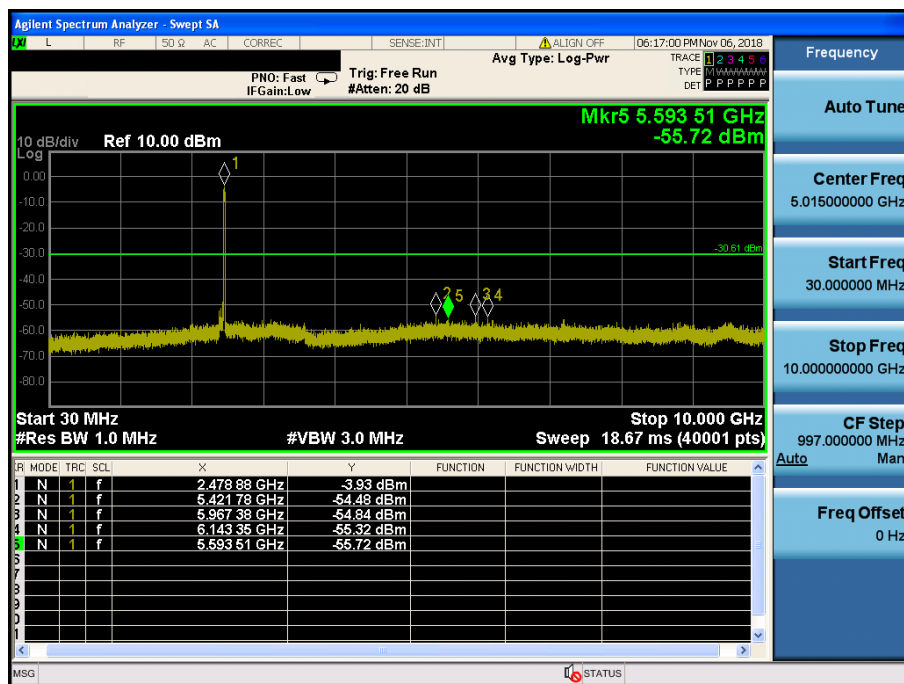 Agilent Spectrum Analyzer - Swept SA
LXI L RF 50 Ω AC CORREC SENSE:INT ALIGN OFF 06:17:00 PM Nov 06, 2018
Frequency
PNO: Fast
IFGain:Low
Trig: Free Run
#Atten: 20 dB
Avg Type: Log-Pwr
TRACE 1 2 3 4 5 6
TYPE M W W W W W
DET P P P P P P
Auto Tune
Mkr5 5.593 51 GHz
-55.72 dBm
10 dB/div Ref 10.00 dBm
Log
1
0.00
-10.0
-20.0
-30.0
-30.61 dBm
-40.0
-50.0
2 5 3 4
-60.0
-70.0
-80.0
Start 30 MHz Stop 10.000 GHz
#Res BW 1.0 MHz #VBW 3.0 MHz Sweep 18.67 ms (40001 pts)
Center Freq
5.015000000 GHz
Start Freq
30.000000 MHz
Stop Freq
10.000000000 GHz
CF Step
997.000000 MHz
Auto Man
Freq Offset
0 Hz
MODE TRC SCL X Y FUNCTION FUNCTION WIDTH FUNCTION VALUE
1 N 1 f 2.478 88 GHz -3.93 dBm
2 N 1 f 5.421 78 GHz -54.48 dBm
3 N 1 f 5.967 38 GHz -54.84 dBm
4 N 1 f 6.143 35 GHz -55.32 dBm
5 N 1 f 5.593 51 GHz -55.72 dBm
6
7
8
9
0
1
MSG STATUS